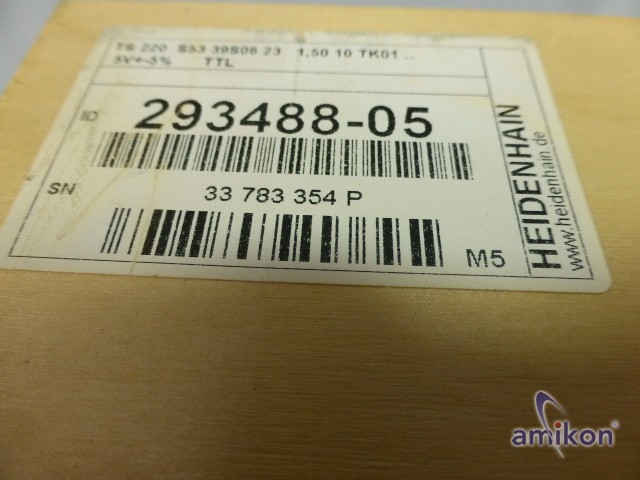 TS 220 S53 39S06 23 1,50 10 TK01 ..
5V+-5% TTL
ID 293488-05
SN 33 783 354 P
M5
HEIDENHAIN
www.heidenhain.de
amikon®